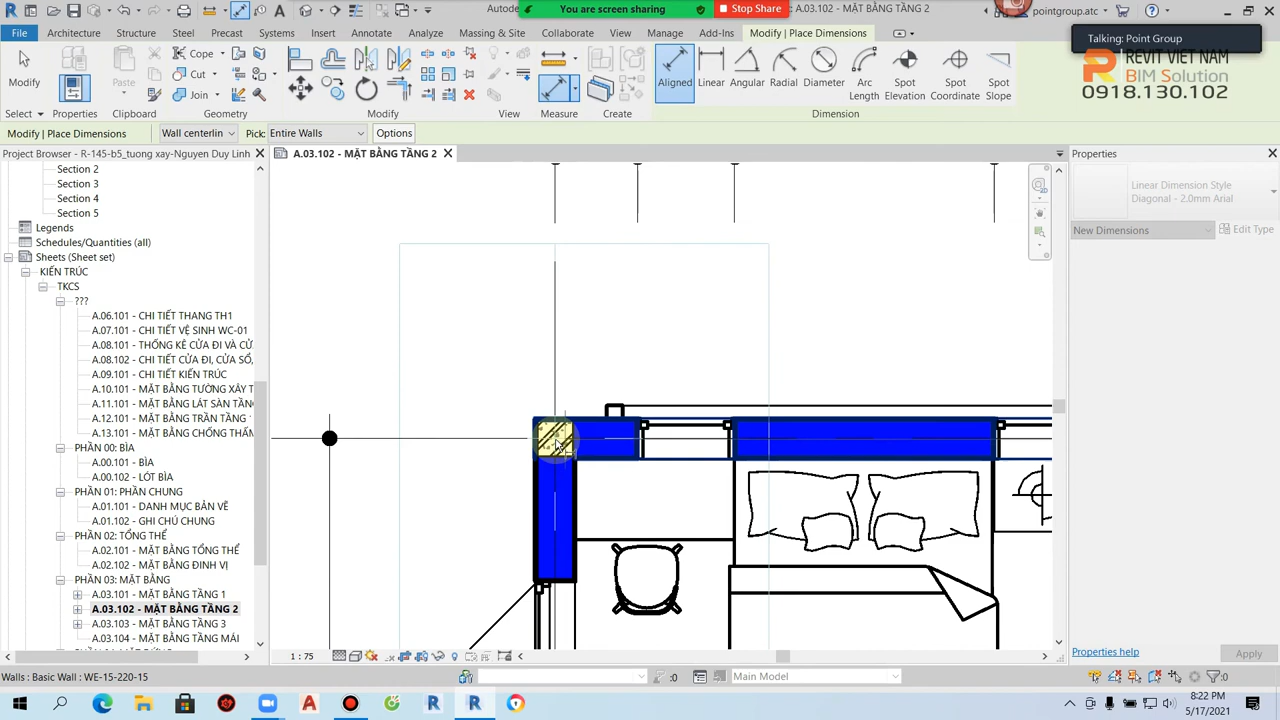 Autode
You are screen sharing
Stop Share
A.03.102 - MẶT BẰNG TẦNG 2
pointgroup.atc
File
Architecture
Structure
Steel
Precast
Systems
Insert
Annotate
Analyze
Massing & Site
Collaborate
View
Manage
Add-Ins
Modify | Place Dimensions
Talking: Point Group
REVIT VIET NAM
BIM Solution
0918.130.102
Modify
Paste
Cope
Cut
Join
Aligned
Linear
Angular
Radial
Diameter
Arc Length
Spot Elevation
Spot Coordinate
Spot Slope
Select
Properties
Clipboard
Geometry
Modify
View
Measure
Create
Dimension
Modify | Place Dimensions
Wall centerlin
Pick:
Entire Walls
Options
Project Browser - R-145-b5_tuong xay-Nguyen Duy Linh
A.03.102 - MẶT BẰNG TẦNG 2
Properties
Linear Dimension Style
Diagonal - 2.0mm Arial
New Dimensions
Edit Type
Section 2
Section 3
Section 4
Section 5
Legends
Schedules/Quantities (all)
Sheets (Sheet set)
KIẾN TRÚC
TKCS
???
A.06.101 - CHI TIẾT THANG TH1
A.07.101 - CHI TIẾT VỆ SINH WC-01
A.08.101 - THỐNG KÊ CỬA ĐI VÀ CỬ
A.08.102 - CHI TIẾT CỬA ĐI, CỬA SỔ,
A.09.101 - CHI TIẾT KIẾN TRÚC
A.10.101 - MẶT BẰNG TƯỜNG XÂY T
A.11.101 - MẶT BẰNG LÁT SÀN TẦNG
A.12.101 - MẶT BẰNG TRẦN TẦNG
A.13.101 - MẶT BẰNG CHỐNG THẤM
PHẦN 00: BÌA
A.00.101 - BÌA
A.00.102 - LÓT BÌA
PHẦN 01: PHẦN CHUNG
A.01.101 - DANH MỤC BẢN VẼ
A.01.102 - GHI CHÚ CHUNG
PHẦN 02: TỔNG THỂ
A.02.101 - MẶT BẰNG TỔNG THỂ
A.02.102 - MẶT BẰNG ĐỊNH VỊ
PHẦN 03: MẶT BẰNG
A.03.101 - MẶT BẰNG TẦNG 1
A.03.102 - MẶT BẰNG TẦNG 2
A.03.103 - MẶT BẰNG TẦNG 3
A.03.104 - MẶT BẰNG TẦNG MÁI
1 : 75
Properties help
Apply
Walls : Basic Wall : WE-15-220-15
:0
Main Model
:0
8:22 PM
5/17/2021